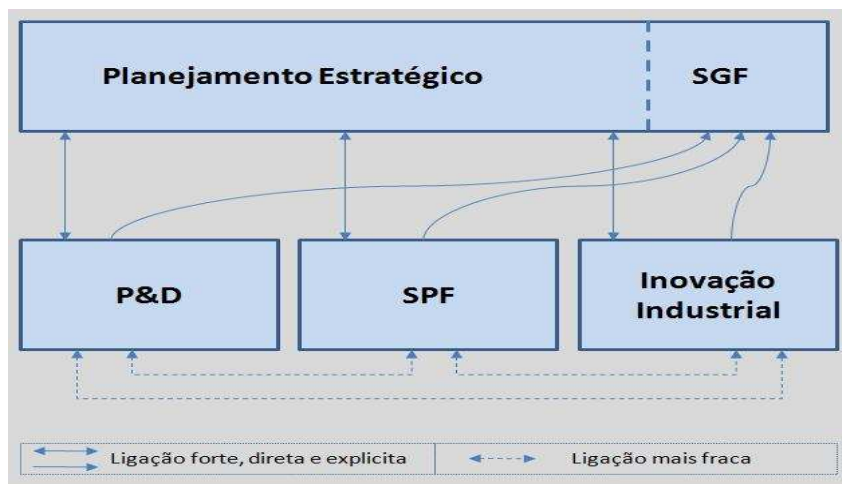 Planejamento Estratégico
SGF
P&D
SPF
Inovação
Industrial
Ligação forte, direta e explicita
Ligação mais fraca